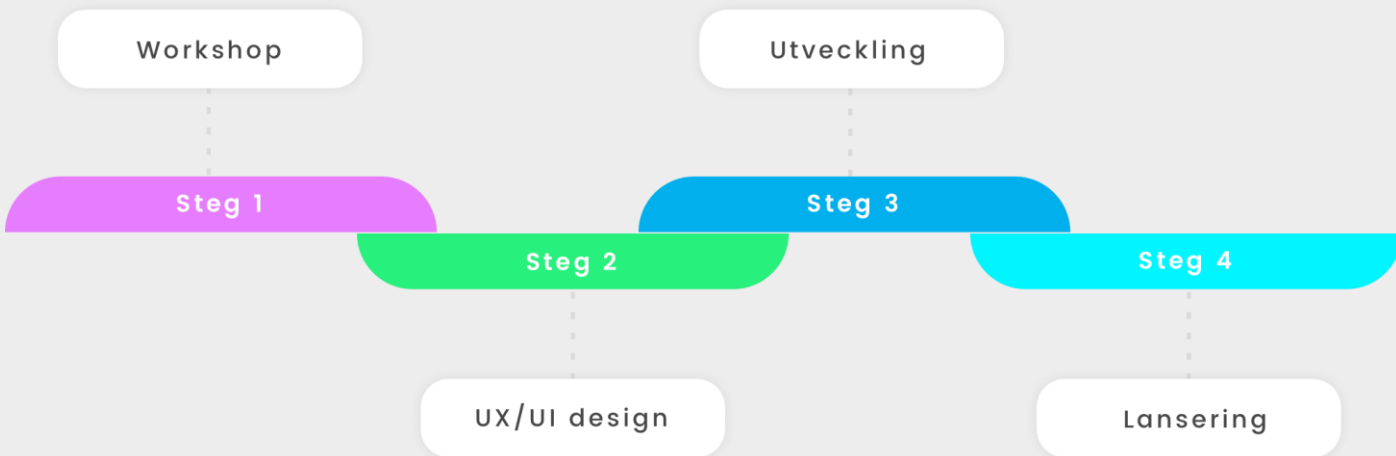 Workshop
Utveckling
Steg 1
Steg 3
Steg 2
Steg 4
UX/UI design
Lansering